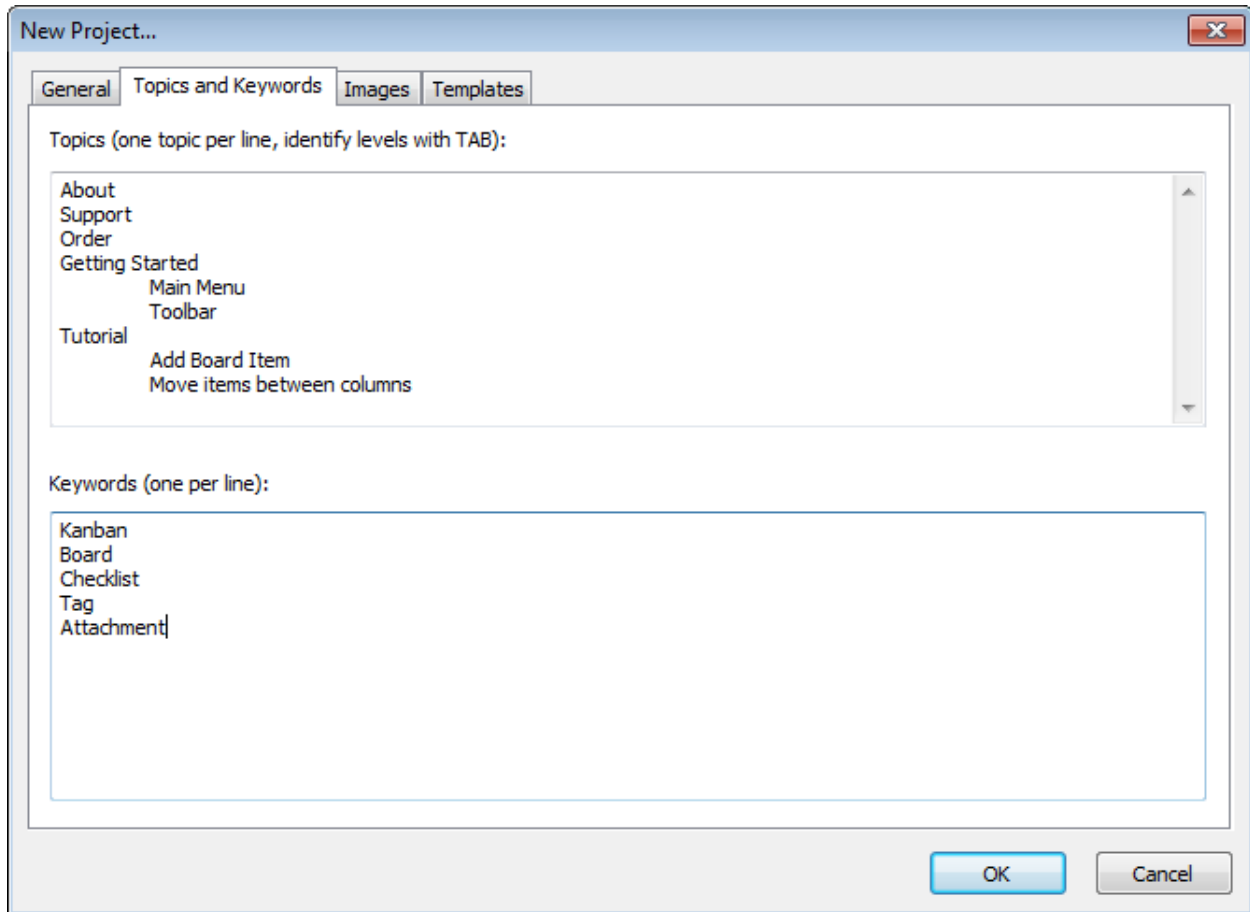 New Project...
General Topics and Keywords Images Templates
Topics (one topic per line, identify levels with TAB):
About
Support
Order
Getting Started
Main Menu
Toolbar
Tutorial
Add Board Item
Move items between columns
Keywords (one per line):
Kanban
Board
Checklist
Tag
Attachment
OK Cancel